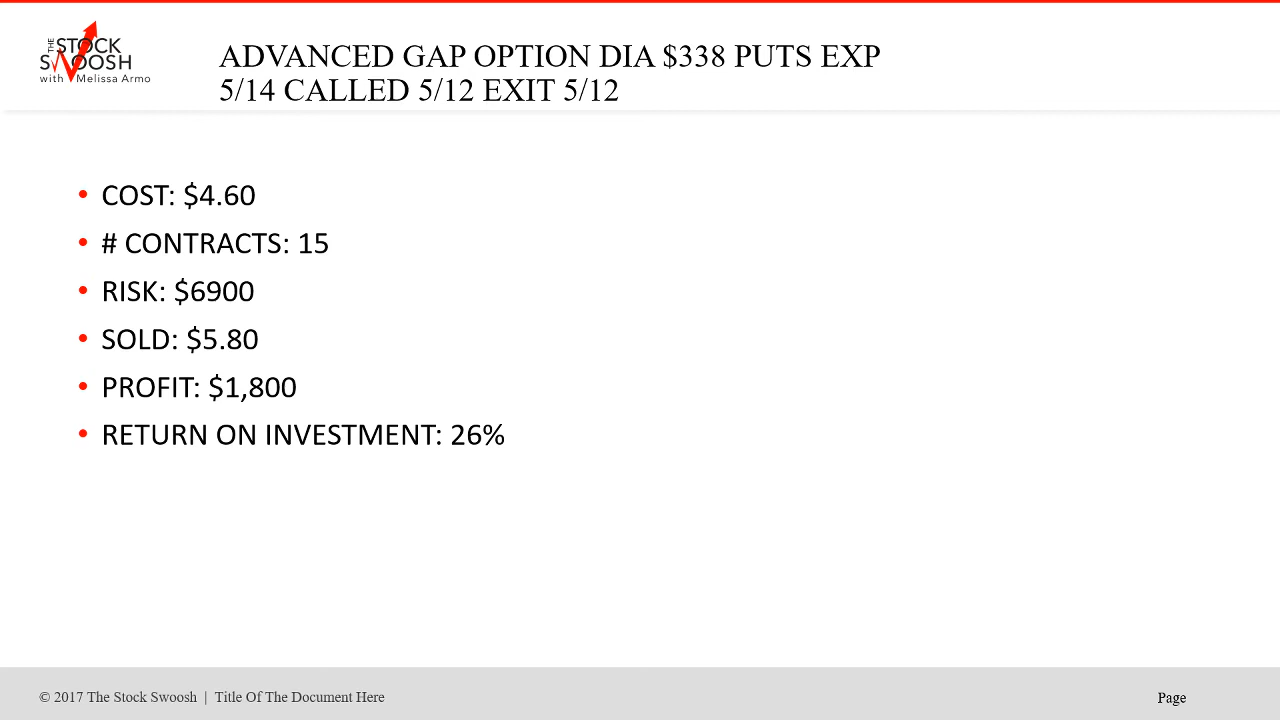 THE STOCK
SWOOSH
with Melissa Armo
ADVANCED GAP OPTION DIA $338 PUTS EXP
5/14 CALLED 5/12 EXIT 5/12
• COST: $4.60
• # CONTRACTS: 15
• RISK: $6900
• SOLD: $5.80
• PROFIT: $1,800
• RETURN ON INVESTMENT: 26%
© 2017 The Stock Swoosh | Title Of The Document Here
Page